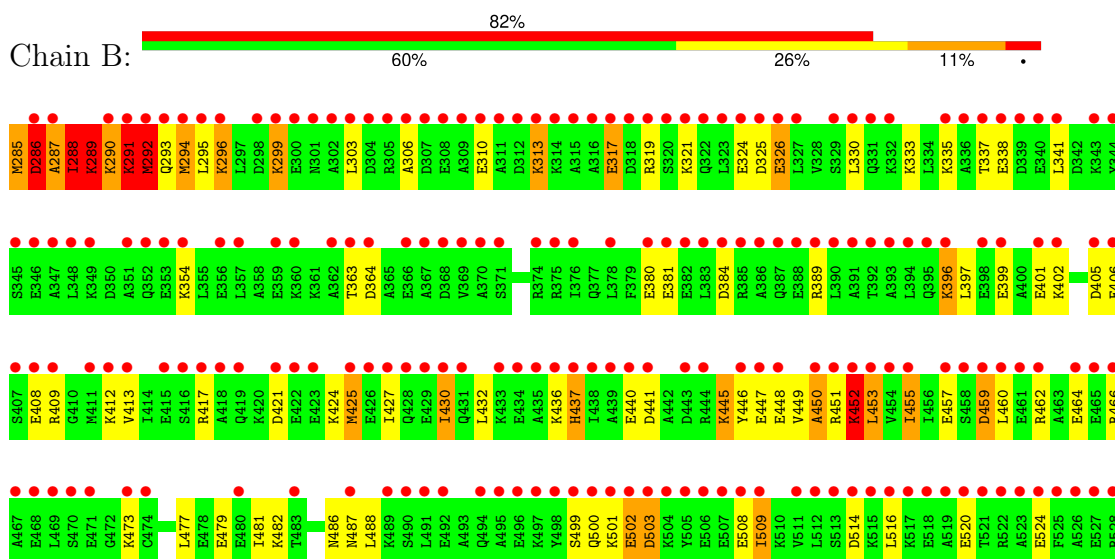 82%
Chain B:
60% 26% 11% •
M285 D286 A287 I288 K289 K290 K291 M292 Q293 M294 L295 K296 L297 D298 K299 E300 N301 A302 L303 D304 R305 A306 D307 E308 A309 E310 A311 D312 K313 K314 A315 A316 E317 D318 R319 S320 K321 Q322 L323 E324 D325 E326 L327 V328 S329 L330 Q331 K332 K333 L334 K335 A336 T337 E338 D339 E340 L341 D342 K343 Y344
S345 E346 A347 L348 K349 D350 A351 Q352 E353 K354 L355 E356 L357 A358 E359 K360 K361 A362 T363 D364 A365 E366 A367 D368 V369 A370 S371 R374 R375 I376 Q377 L378 F379 E380 E381 E382 L383 D384 R385 A386 Q387 E388 R389 L390 A391 T392 A393 L394 Q395 K396 L397 E398 E399 A400 E401 K402 D405 E406
S407 E408 R409 G410 M411 K412 V413 I414 E415 S416 R417 A418 Q419 K420 D421 E422 E423 K424 M425 E426 I427 Q428 E429 I430 Q431 L432 K433 E434 A435 K436 H437 I438 A439 E440 D441 A442 D443 R444 K445 Y446 E447 E448 V449 A450 R451 K452 L453 V454 I455 I456 E457 S458 D459 L460 E461 R462 A463 E464 E465 R466
A467 E468 L469 S470 E471 G472 K473 C474 L477 E478 E479 E480 I481 K482 T483 N486 N487 L488 K489 S490 L491 E492 A493 Q494 A495 E496 K497 Y498 S499 Q500 K501 E502 D503 K504 Y505 E506 E507 E508 I509 K510 V511 L512 S513 D514 K515 L516 K517 E518 A519 E520 T521 R522 A523 E524 F525 A526 E527 S528